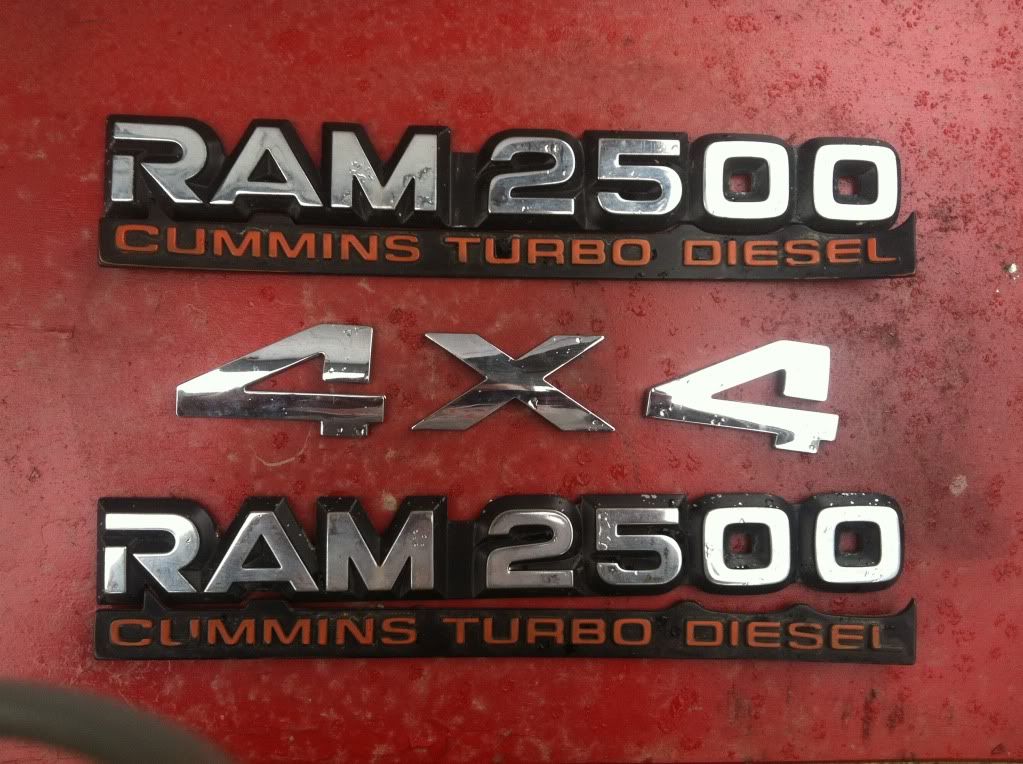 RAM 2500
CUMMINS TURBO DIESEL
4X4
RAM 2500
CUMMINS TURBO DIESEL